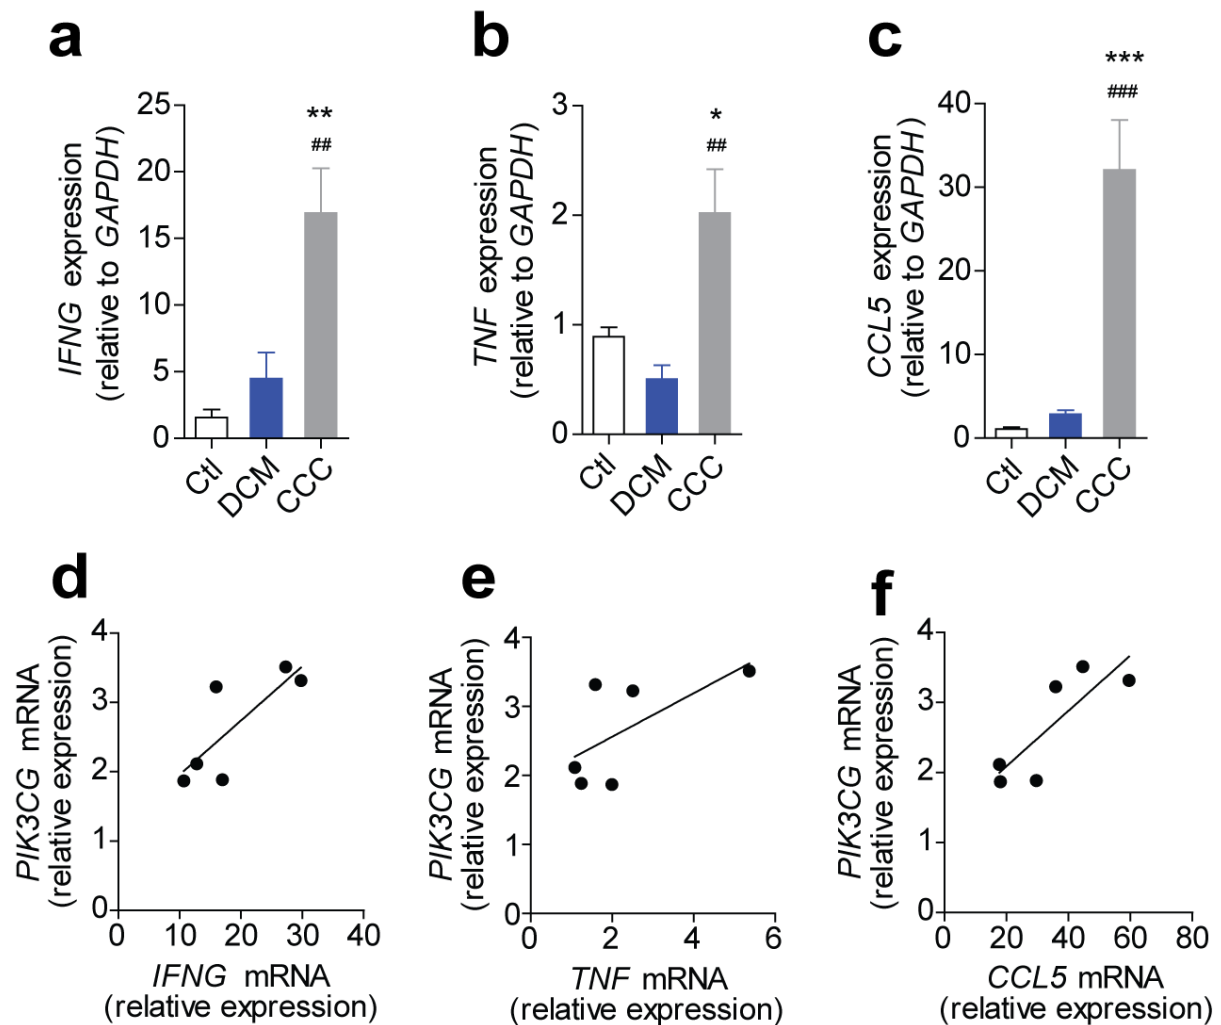 a
IFNG expression
(relative to GAPDH)
25
20
15
10
5
0
**
##
Ctl
DCM
CCC
b
TNF expression
(relative to GAPDH)
3
2
1
0
*
##
Ctl
DCM
CCC
c
CCL5 expression
(relative to GAPDH)
40
30
20
10
0
***
###
Ctl
DCM
CCC
d
PIK3CG mRNA
(relative expression)
4
3
2
1
0
0 10 20 30 40
IFNG mRNA
(relative expression)
e
PIK3CG mRNA
(relative expression)
4
3
2
1
0
0 2 4 6
TNF mRNA
(relative expression)
f
PIK3CG mRNA
(relative expression)
4
3
2
1
0
0 20 40 60 80
CCL5 mRNA
(relative expression)